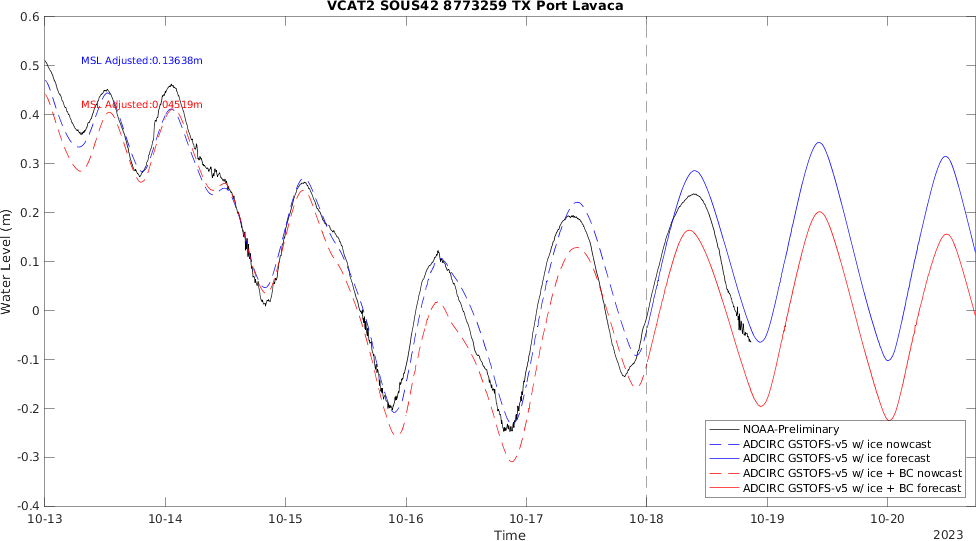 VCAT2 SOUS42 8773259 TX Port Lavaca
0.6
0.5
0.4
0.3
0.2
0.1
0
-0.1
-0.2
-0.3
-0.4
Water Level (m)
MSL Adjusted:0.13638m
MSL Adjusted:0.04519m
NOAA-Preliminary
ADCIRC GSTOFS-v5 w/ ice nowcast
ADCIRC GSTOFS-v5 w/ ice forecast
ADCIRC GSTOFS-v5 w/ ice + BC nowcast
ADCIRC GSTOFS-v5 w/ ice + BC forecast
10-13 10-14 10-15 10-16 10-17 10-18 10-19 10-20
Time
2023